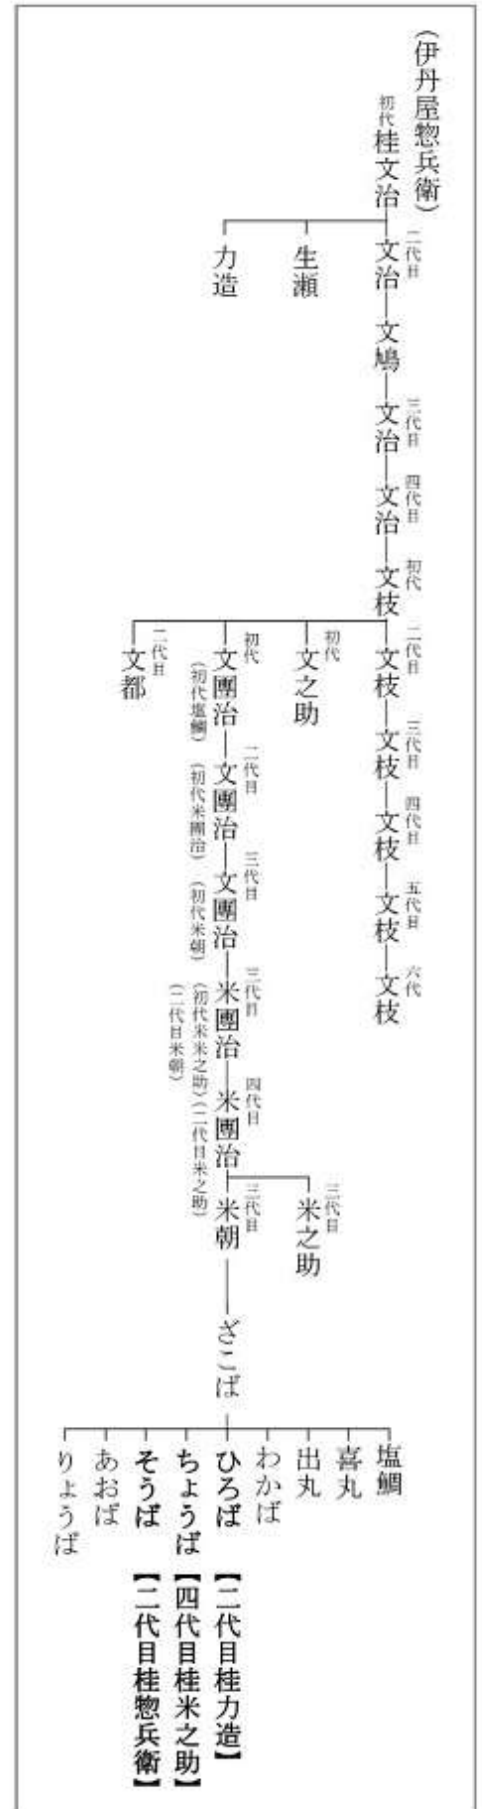 （伊丹屋惣兵衛）
初代 桂文治
二代目 文治
文鳩
三代目 文治
四代目 文治
初代 文枝
二代目 文枝
三代目 文枝
四代目 文枝
五代目 文枝
六代 文枝
生瀬
力造
初代 文之助
初代 文團治
（初代塩鯛）
二代目 文團治
（初代米團治）
三代目 文團治
（初代米朝）
三代目 米團治
（初代米米之助）
（二代目米朝）
四代目 米團治
（二代目米之助）
二代目 文都
三代目 米之助
三代目 米朝
ざこば
塩鯛
喜丸
出丸
わかば
ひろば 【二代目桂力造】
ちょうば 【四代目桂米之助】
そうば 【二代目桂惣兵衛】
あおば
りょうば